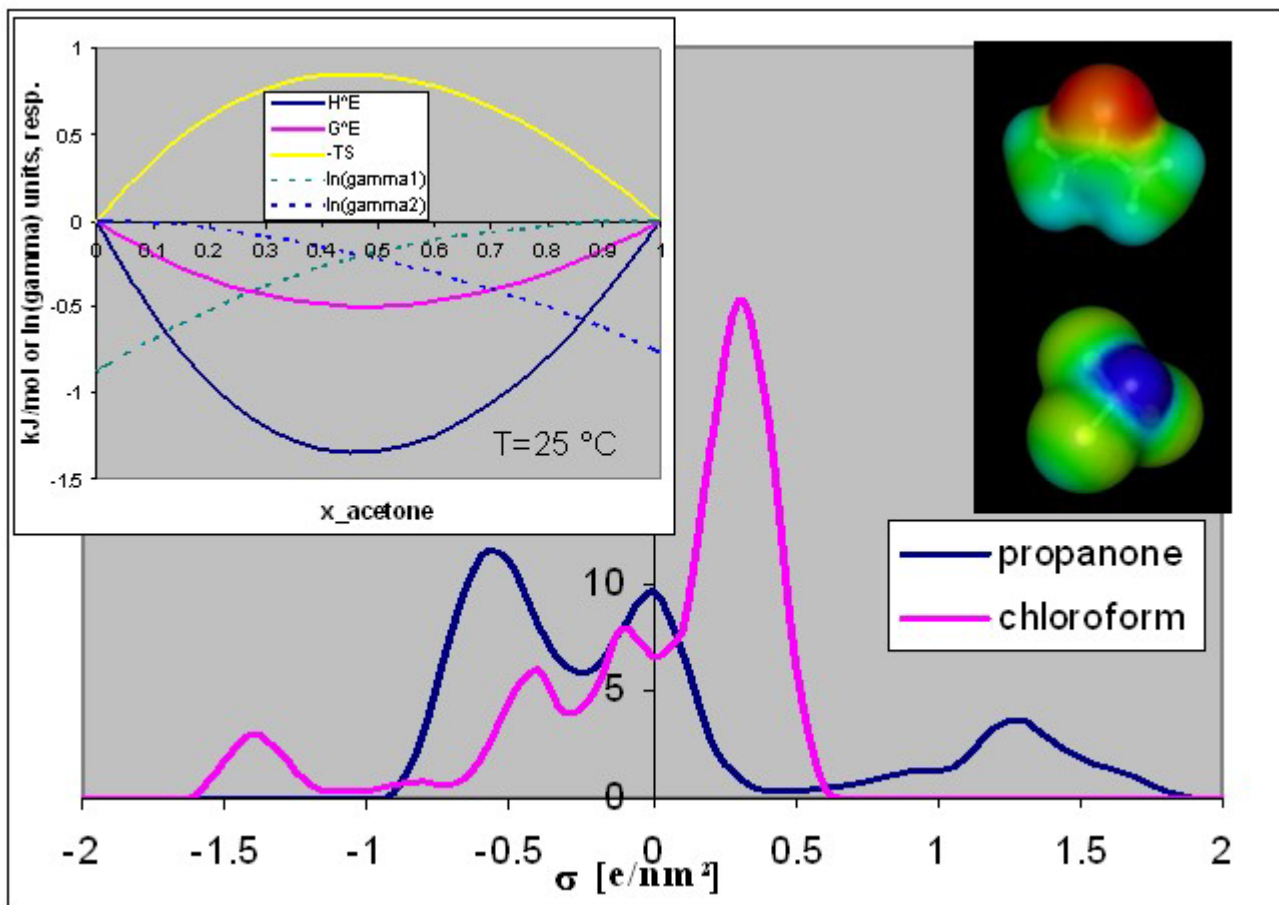 1
0.5
0
-0.5
-1
-1.5
kJ/mol or ln(gamma) units, resp.
H^E
G^E
-TS
ln(gamma1)
ln(gamma2)
0 0.1 0.2 0.3 0.4 0.5 0.6 0.7 0.8 0.9 1
T=25 °C
x_acetone
propanone
chloroform
10
5
0
-2 -1.5 -1 -0.5 0 0.5 1 1.5 2
σ [e/nm²]